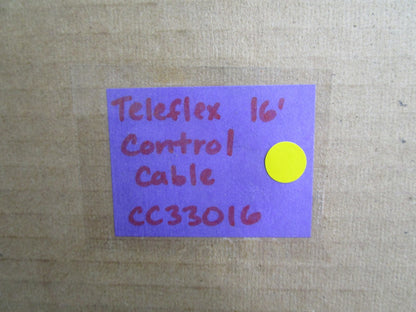 Teleflex 16'
Control
Cable
CC33016